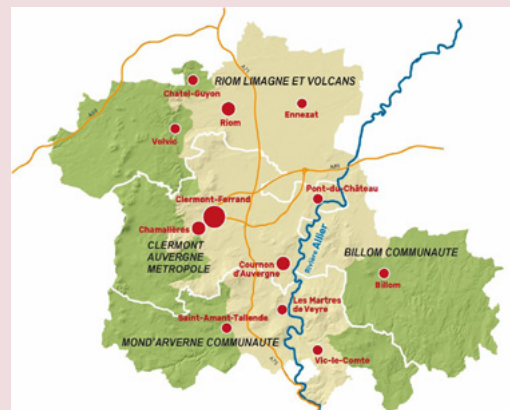 A71
RIOM LIMAGNE ET VOLCANS
Chatel-Guyon
Riom
Ennezat
A89
Volvic
A89
Pont-du-Château
Clermont-Ferrand
Chamalières
CLERMONT
AUVERGNE
METROPOLE
Rivière Allier
BILLOM COMMUNAUTE
Cournon
d'Auvergne
Billom
Les Martres
de Veyre
Saint-Amant-Tallende
MOND'ARVERNE COMMUNAUTE
Vic-le-Comte
A75